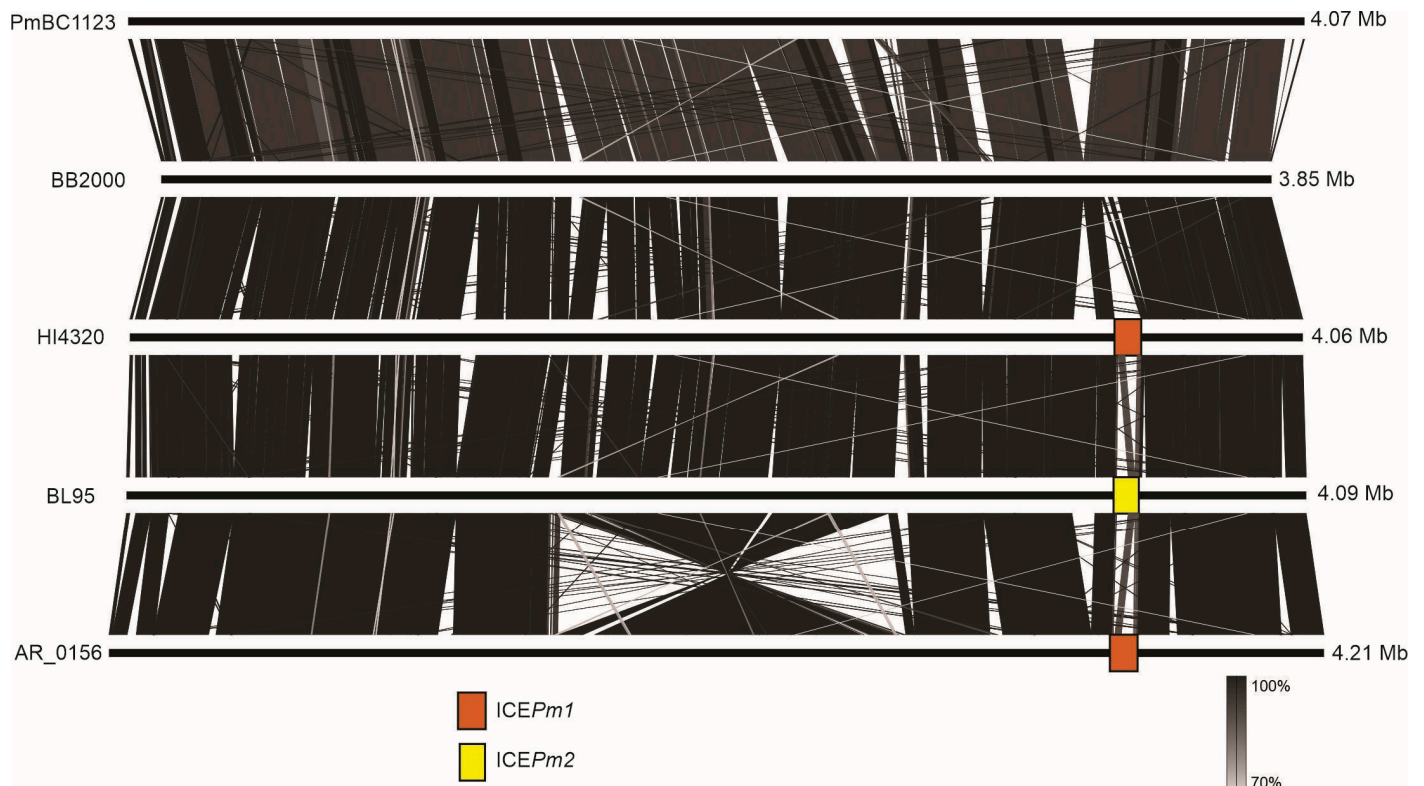 PmBC1123 4.07 Mb
BB2000 3.85 Mb
HI4320 4.06 Mb
BL95 4.09 Mb
AR_0156 4.21 Mb
ICEPm1
100%
ICEPm2
70%